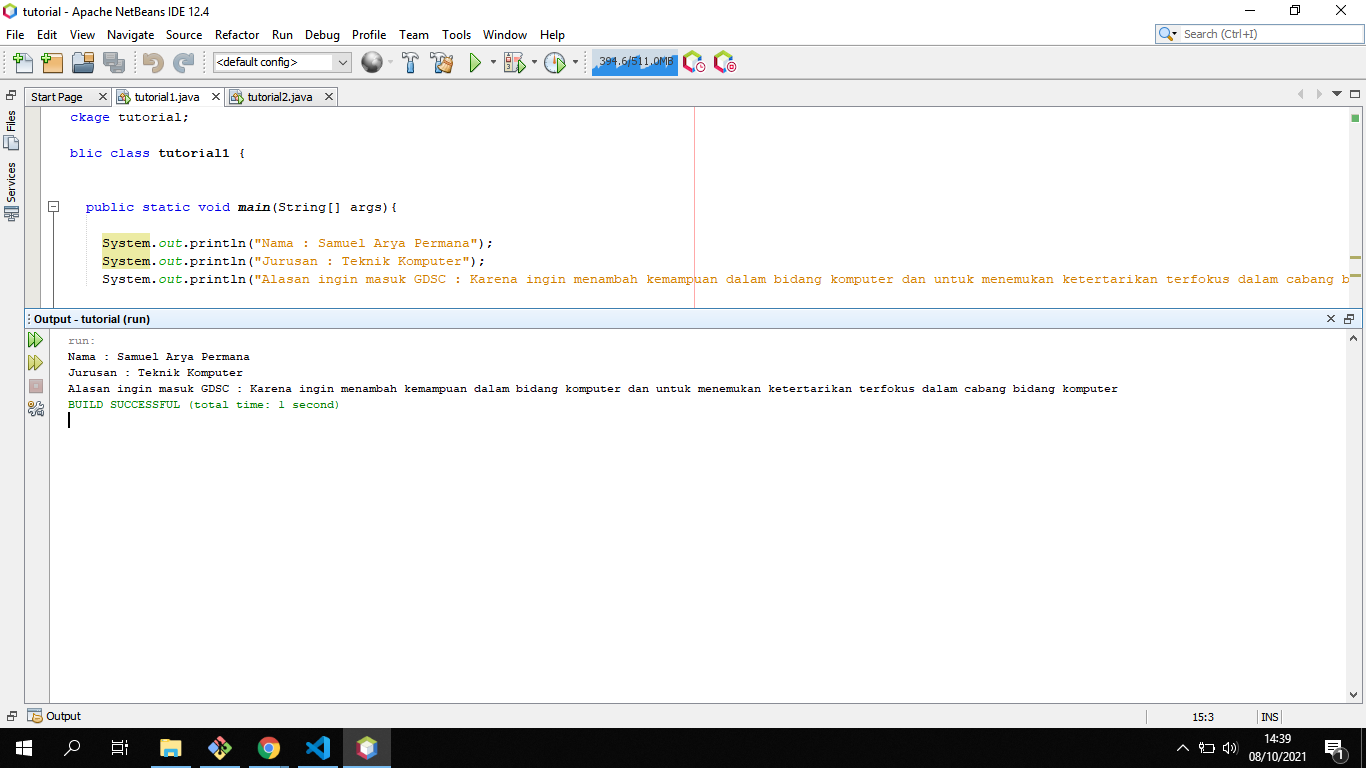 tutorial - Apache NetBeans IDE 12.4
File Edit View Navigate Source Refactor Run Debug Profile Team Tools Window Help
Search (Ctrl+I)
<default config>
394.6/511.0MB
Start Page tutorial1.java tutorial2.java
Files
Services
ckage tutorial;
blic class tutorial1 {
public static void main(String[] args){
System.out.println("Nama : Samuel Arya Permana");
System.out.println("Jurusan : Teknik Komputer");
System.out.println("Alasan ingin masuk GDSC : Karena ingin menambah kemampuan dalam bidang komputer dan untuk menemukan ketertarikan terfokus dalam cabang b
Output - tutorial (run)
run:
Nama : Samuel Arya Permana
Jurusan : Teknik Komputer
Alasan ingin masuk GDSC : Karena ingin menambah kemampuan dalam bidang komputer dan untuk menemukan ketertarikan terfokus dalam cabang bidang komputer
BUILD SUCCESSFUL (total time: 1 second)
Output
15:3
INS
14:39
08/10/2021
1